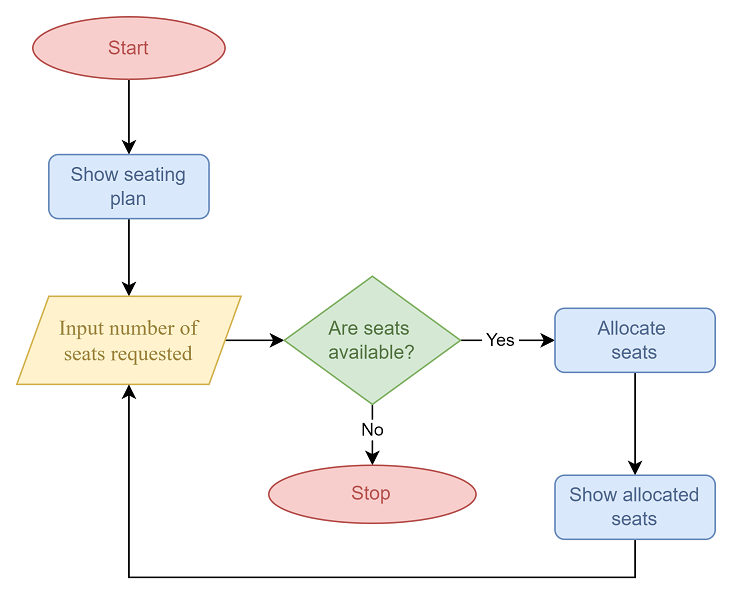 Start
Show seating
plan
Input number of
seats requested
Are seats
available?
Yes
Allocate
seats
No
Stop
Show allocated
seats